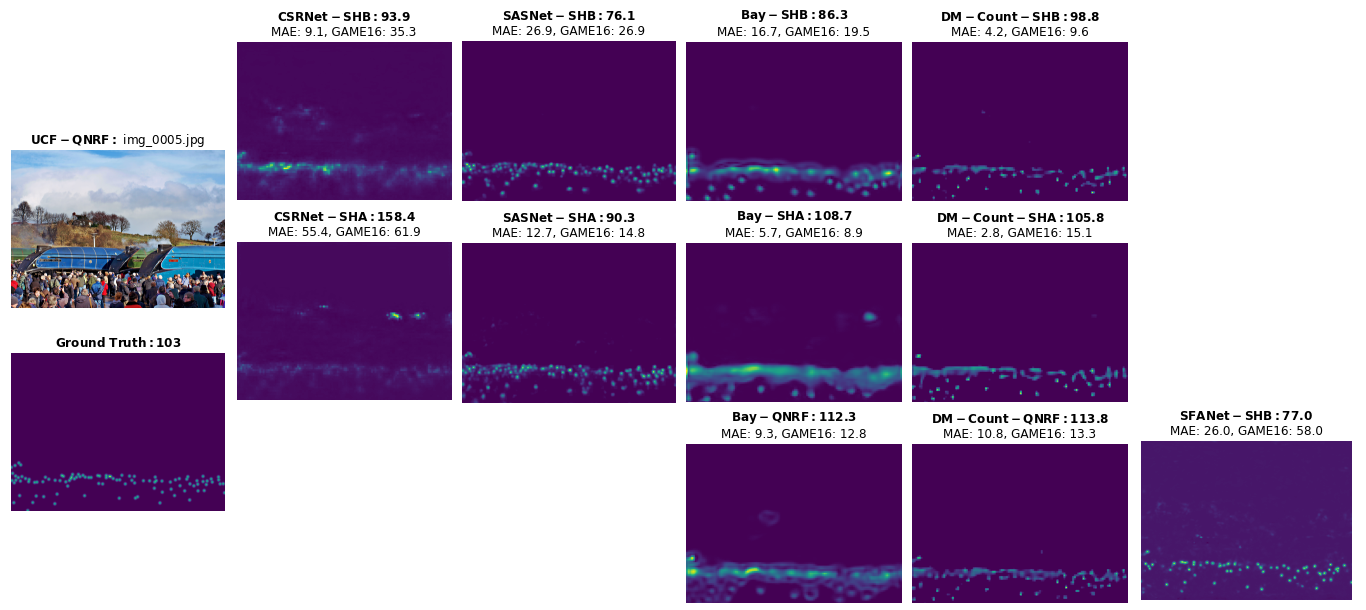 CSRNet−SHB: 93.9
MAE: 9.1, GAME16: 35.3
SASNet−SHB: 76.1
MAE: 26.9, GAME16: 26.9
Bay−SHB: 86.3
MAE: 16.7, GAME16: 19.5
DM−Count−SHB: 98.8
MAE: 4.2, GAME16: 9.6
UCF−QNRF: img_0005.jpg
CSRNet−SHA: 158.4
MAE: 55.4, GAME16: 61.9
SASNet−SHA: 90.3
MAE: 12.7, GAME16: 14.8
Bay−SHA: 108.7
MAE: 5.7, GAME16: 8.9
DM−Count−SHA: 105.8
MAE: 2.8, GAME16: 15.1
Ground Truth: 103
Bay−QNRF: 112.3
MAE: 9.3, GAME16: 12.8
DM−Count−QNRF: 113.8
MAE: 10.8, GAME16: 13.3
SFANet−SHB: 77.0
MAE: 26.0, GAME16: 58.0